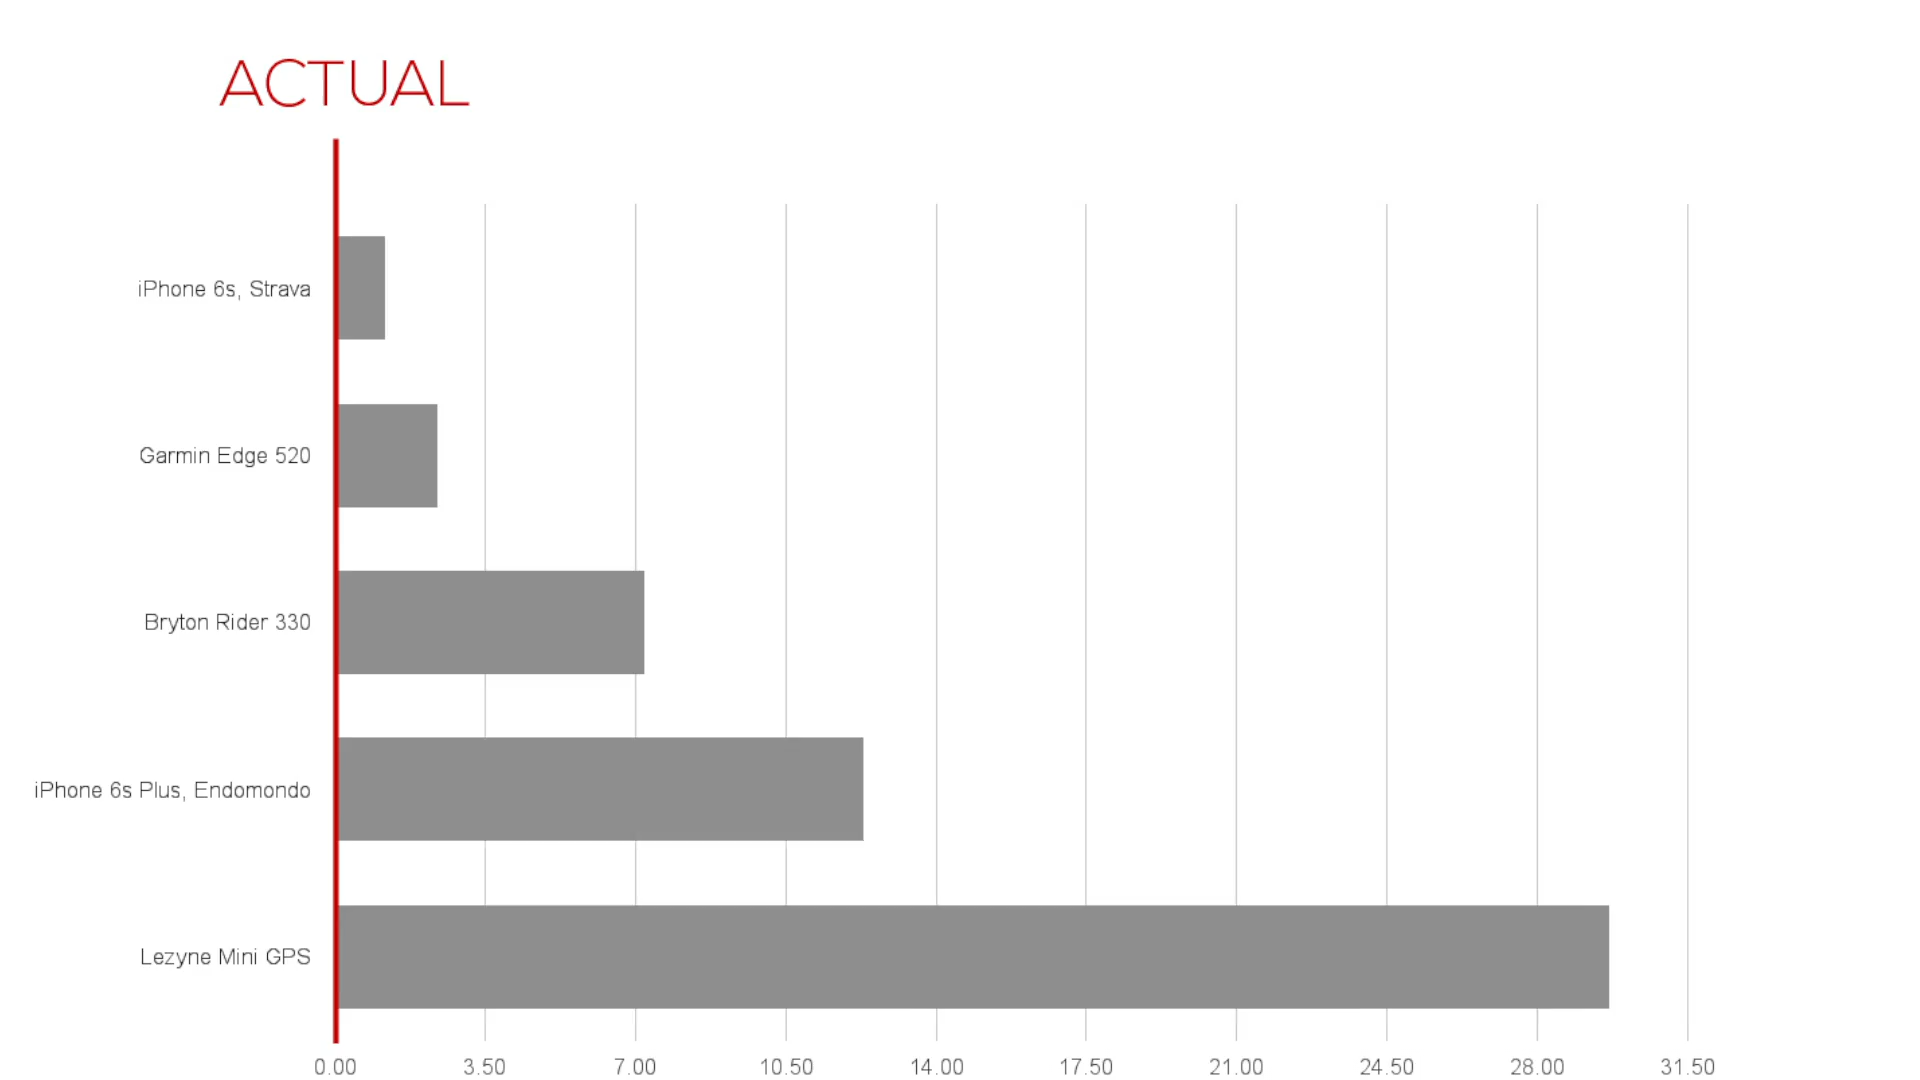 ACTUAL
iPhone 6s, Strava
Garmin Edge 520
Bryton Rider 330
iPhone 6s Plus, Endomondo
Lezyne Mini GPS
0.00 3.50 7.00 10.50 14.00 17.50 21.00 24.50 28.00 31.50